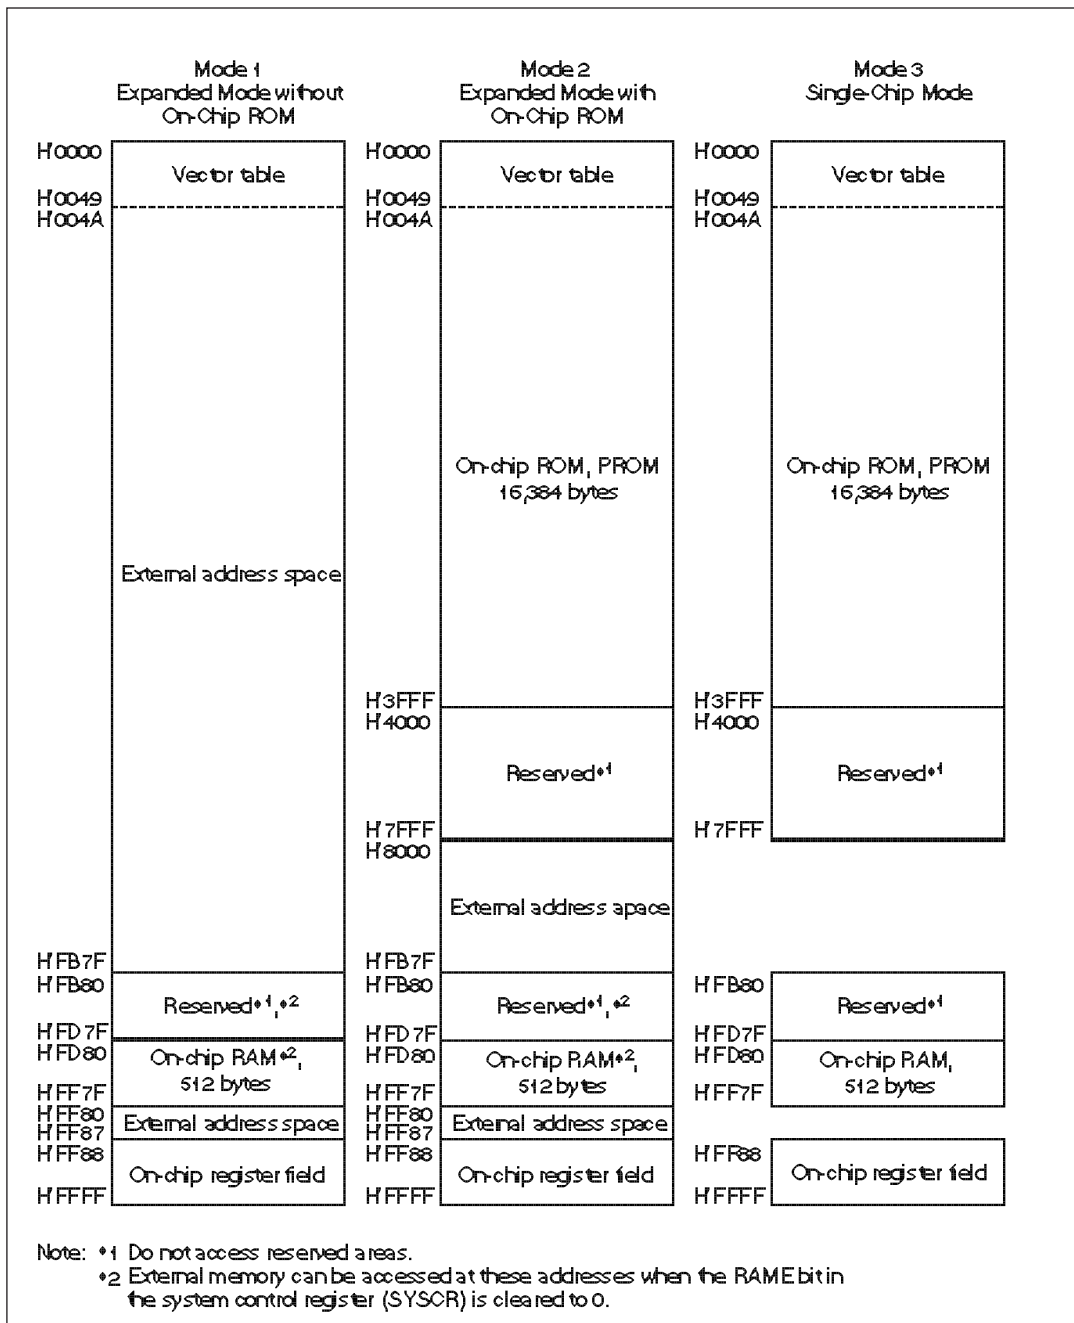 Mode 1
Expanded Mode without
On-Chip ROM
H'0000
Vector table
H'0049
H'004A
External address space
H'FB7F
H'FB80
Reserved*1,*2
H'FD7F
H'FD80
On-chip RAM*2,
512 bytes
H'FF7F
H'FF80
External address space
H'FF87
H'FF88
On-chip register field
H'FFFF
Mode 2
Expanded Mode with
On-Chip ROM
H'0000
Vector table
H'0049
H'004A
On-chip ROM, PROM
16,384 bytes
H'3FFF
H'4000
Reserved*1
H'7FFF
H'8000
External address apace
H'FB7F
H'FB80
Reserved*1,*2
H'FD7F
H'FD80
On-chip RAM*2,
512 bytes
H'FF7F
H'FF80
External address space
H'FF87
H'FF88
On-chip register field
H'FFFF
Mode 3
Single-Chip Mode
H'0000
Vector table
H'0049
H'004A
On-chip ROM, PROM
16,384 bytes
H'3FFF
H'4000
Reserved*1
H'7FFF
H'FB80
Reserved*1
H'FD7F
H'FD80
On-chip RAM,
512 bytes
H'FF7F
H'FF88
On-chip register field
H'FFFF
Note: *1 Do not access reserved areas.
*2 External memory can be accessed at these addresses when the RAME bit in
the system control register (SYSCR) is cleared to 0.